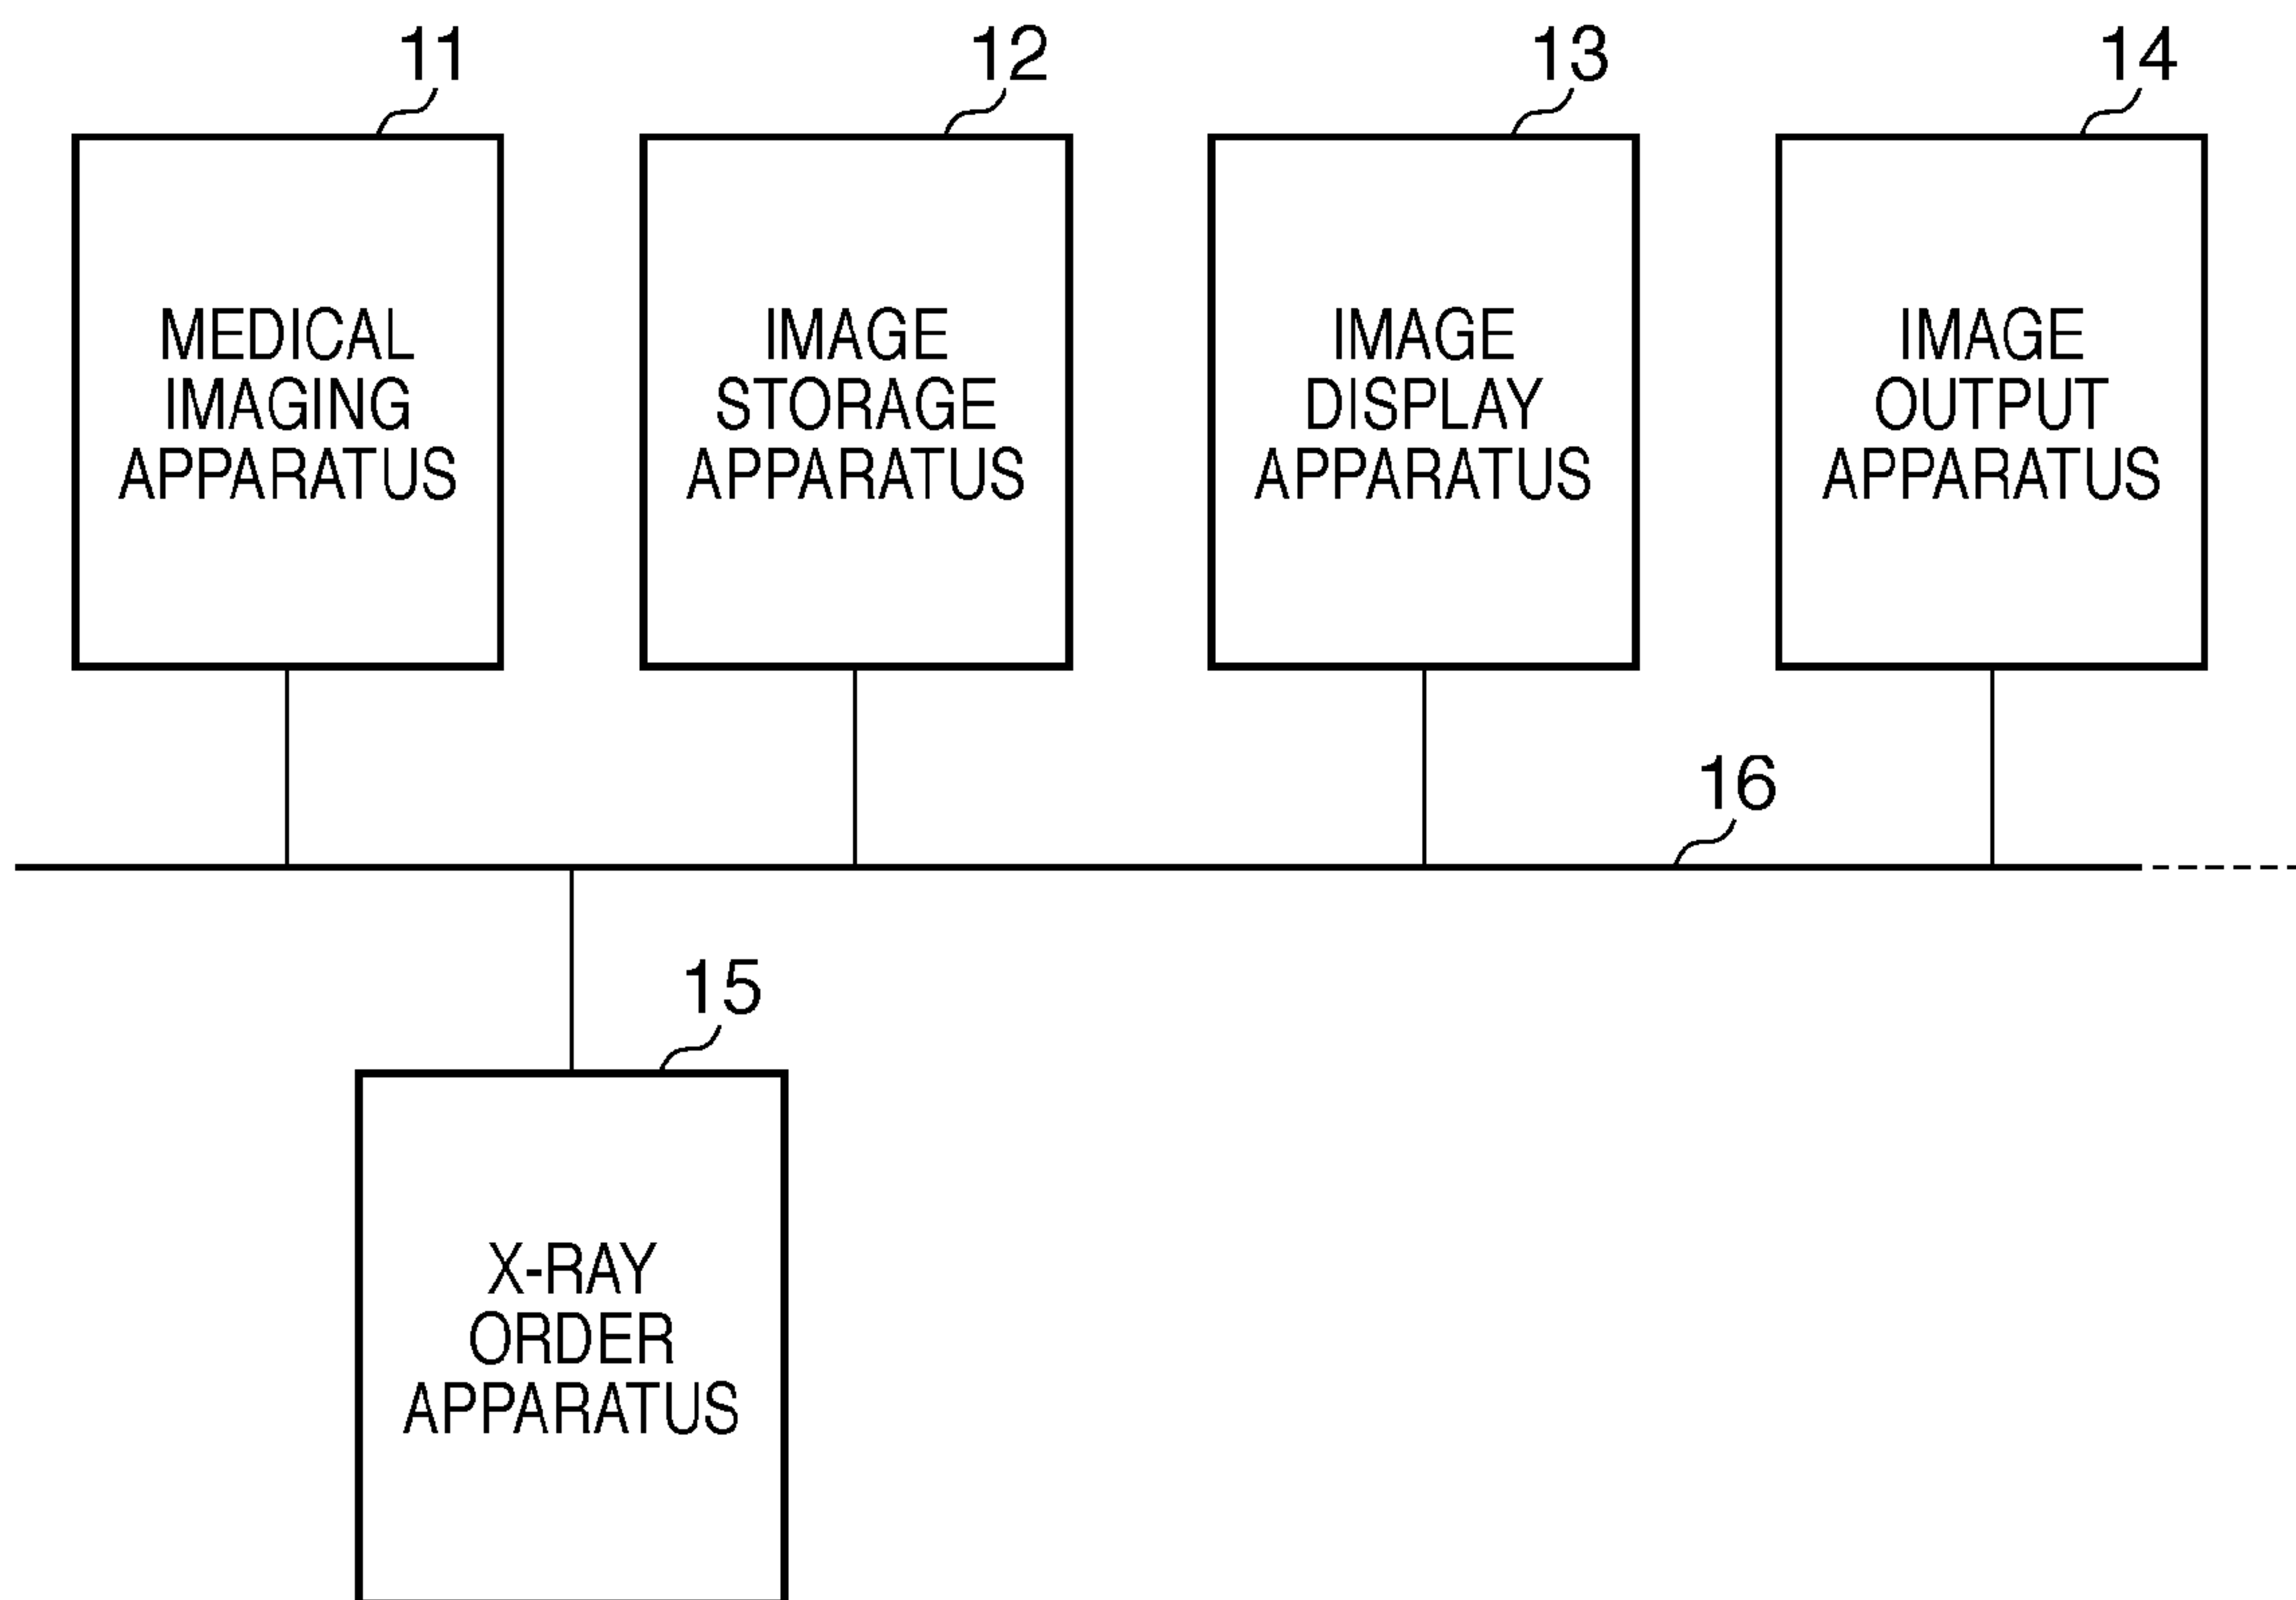 11
12
13
14
MEDICAL
IMAGING
APPARATUS
IMAGE
STORAGE
APPARATUS
IMAGE
DISPLAY
APPARATUS
IMAGE
OUTPUT
APPARATUS
16
15
X-RAY
ORDER
APPARATUS